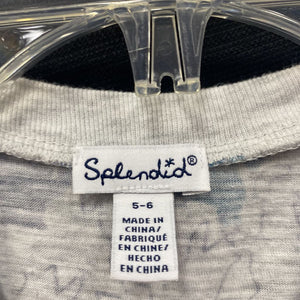 Splendid®
5-6
MADE IN
CHINA/
FABRIQUÉ
EN CHINE/
HECHO
EN CHINA